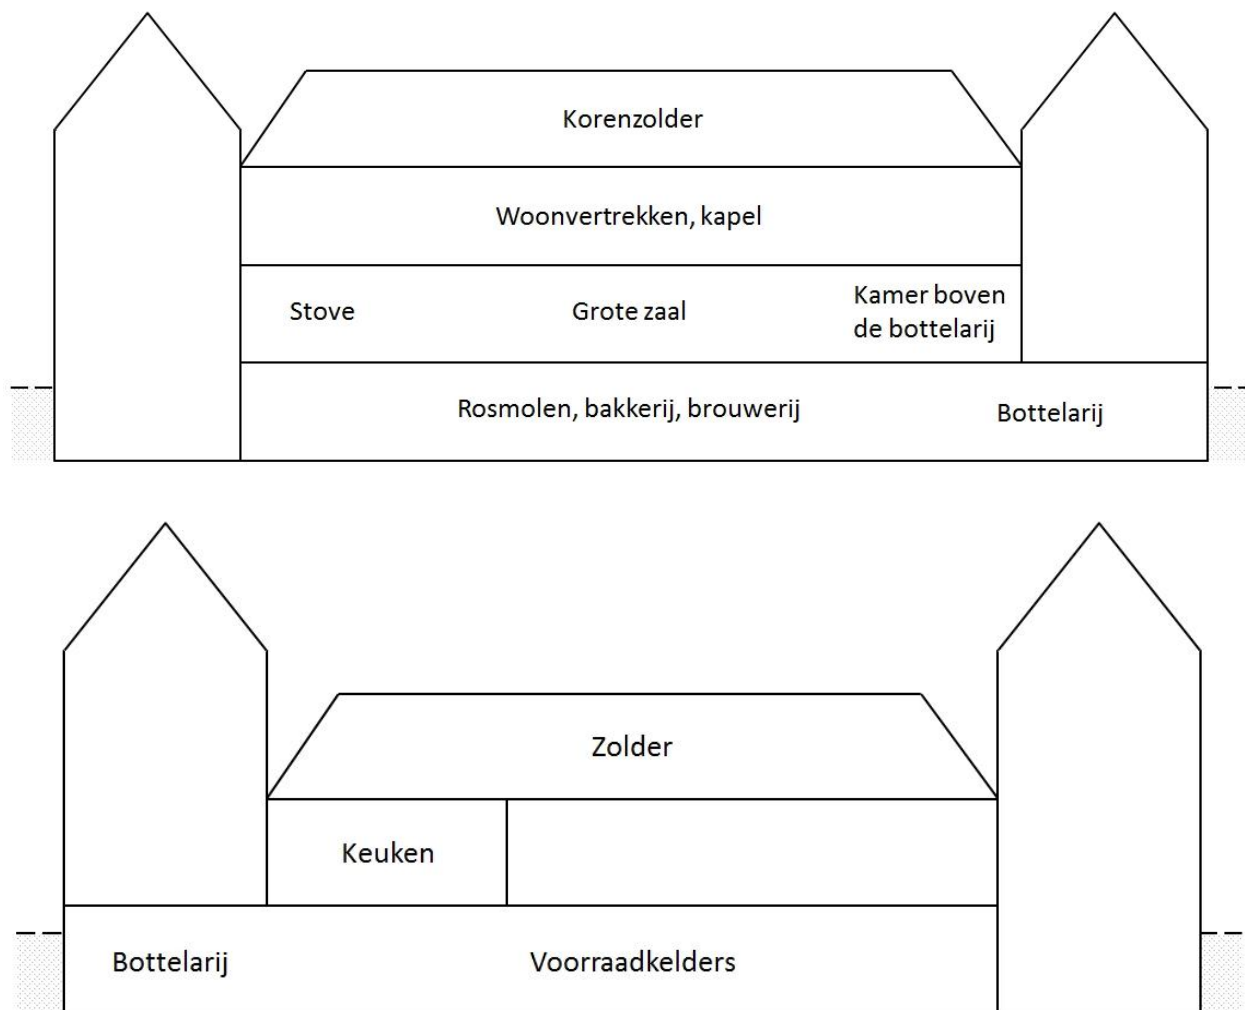 Korenzolder
Woonvertrekken, kapel
Stove
Grote zaal
Kamer boven
de bottelarij
Rosmolen, bakkerij, brouwerij
Bottelarij
Zolder
Keuken
Bottelarij
Voorraadkelders